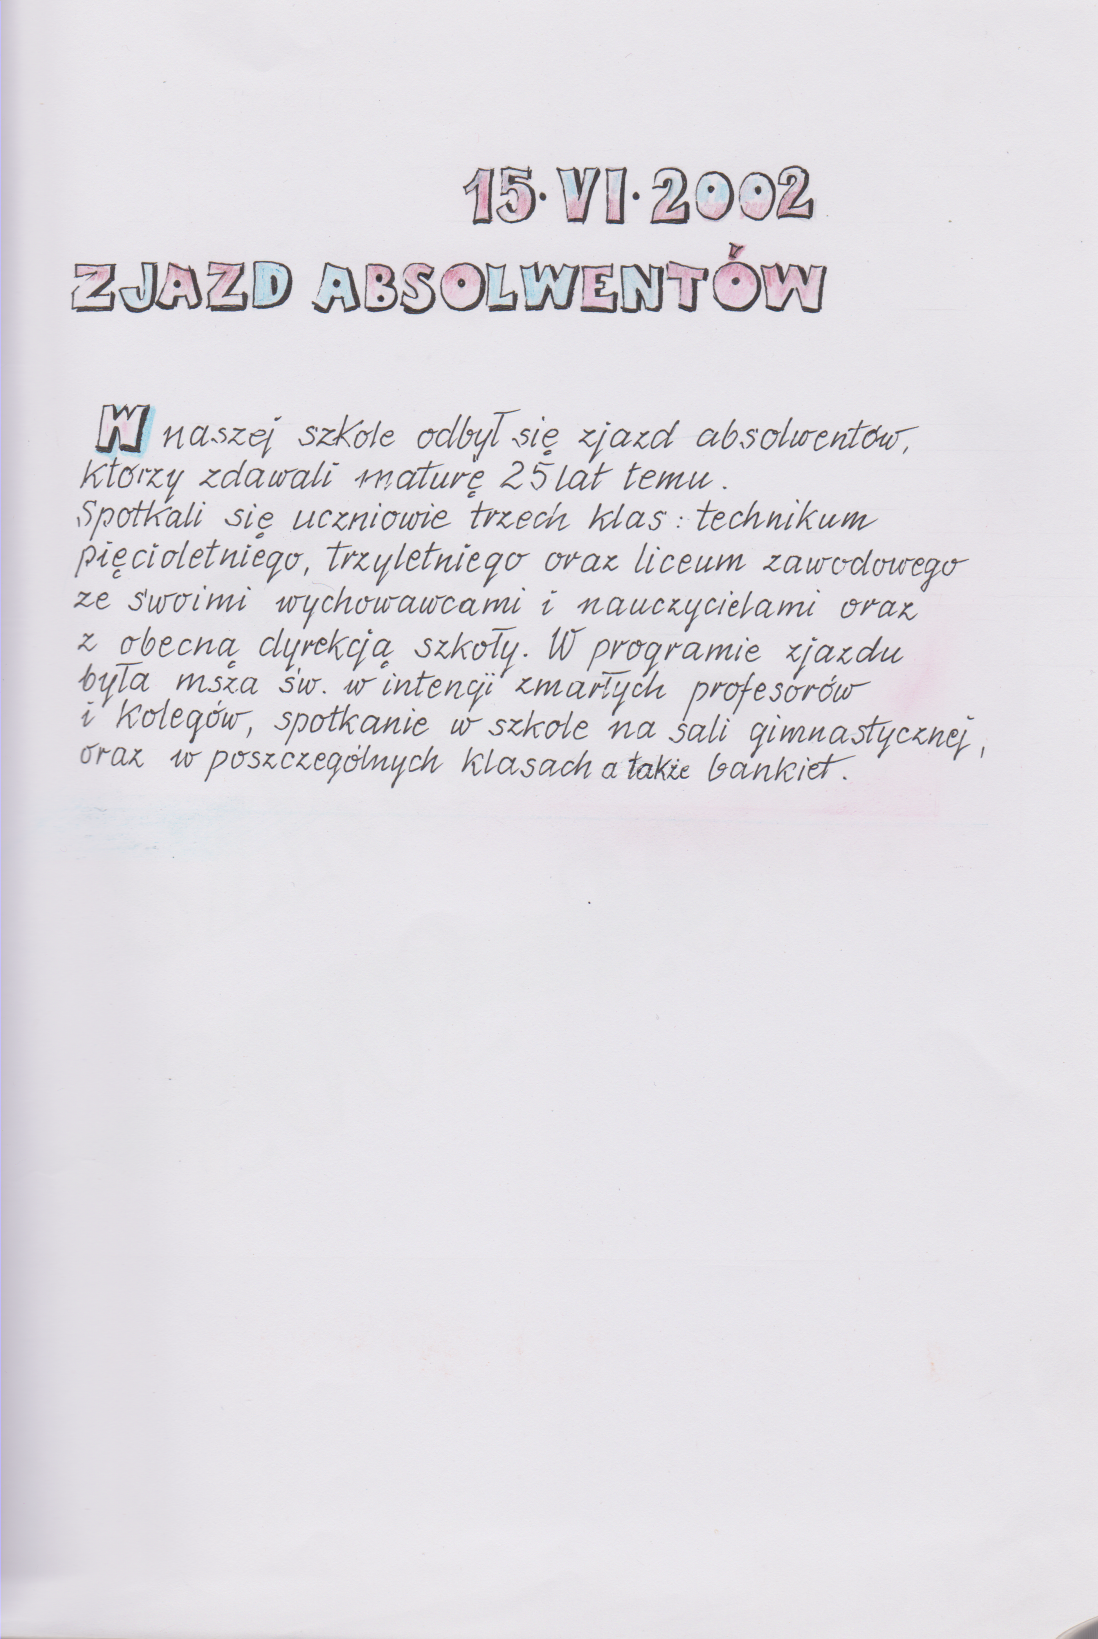 15·VI·2002
ZJAZD ABSOLWENTÓW
W naszej szkole odbył się zjazd absolwentów,
którzy zdawali maturę 25 lat temu.
Spotkali się uczniowie trzech klas: technikum
pięcioletniego, trzyletniego oraz liceum zawodowego
ze swoimi wychowawcami i nauczycielami oraz
z obecną dyrekcją szkoły. W programie zjazdu
była msza św. w intencji zmarłych profesorów
i kolegów, spotkanie w szkole na sali gimnastycznej,
oraz w poszczególnych klasach a także bankiet.